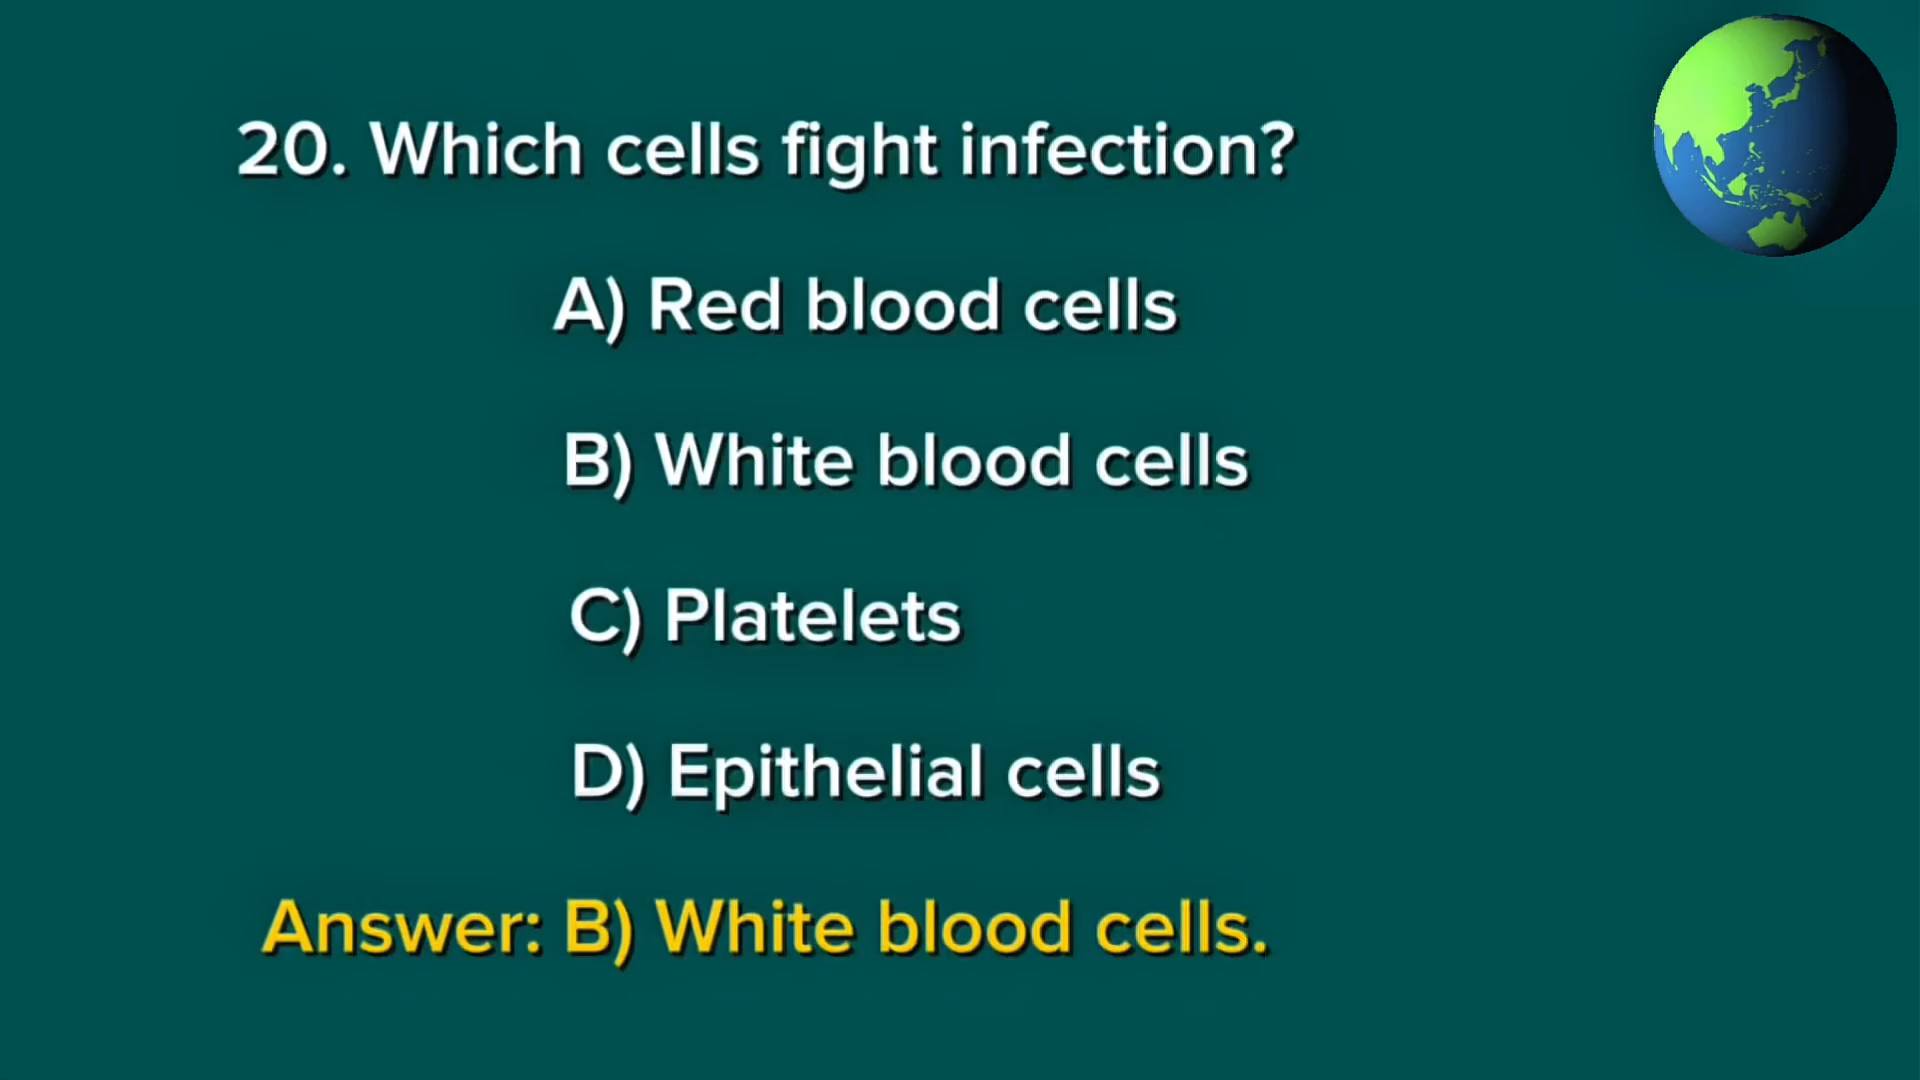 20. Which cells fight infection?
A) Red blood cells
B) White blood cells
C) Platelets
D) Epithelial cells
Answer: B) White blood cells.